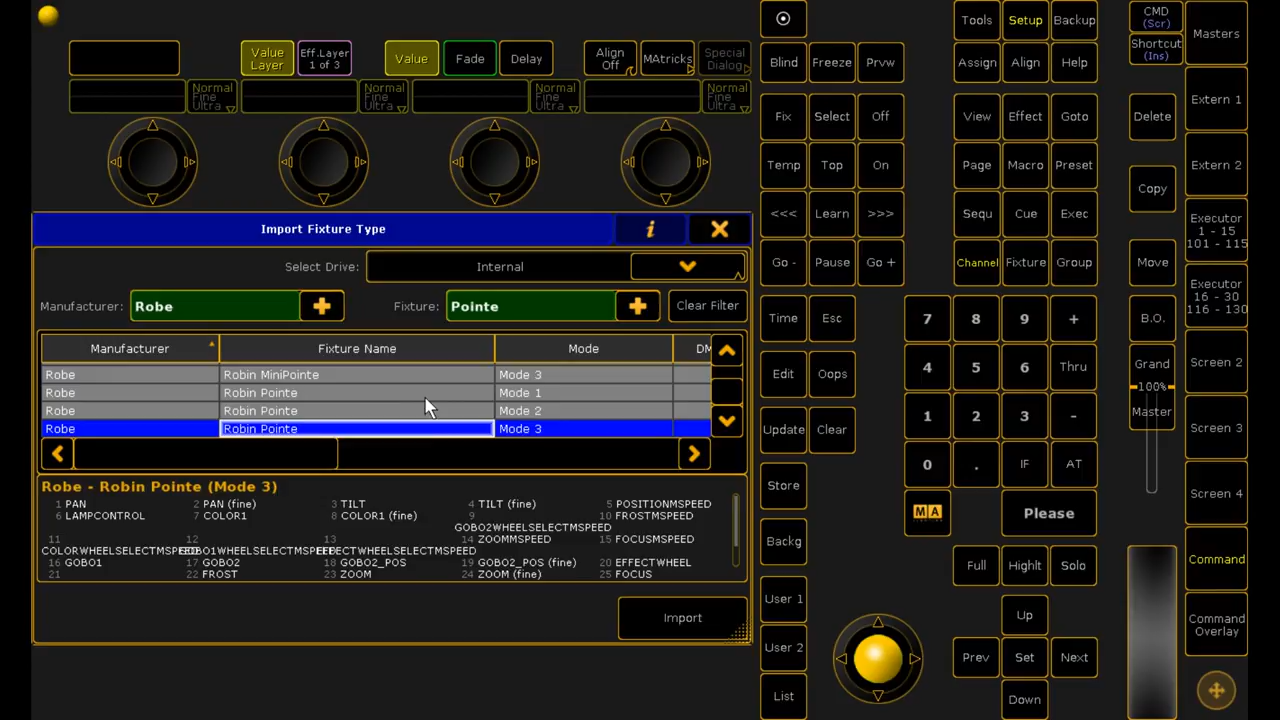 Value
Layer
Eff.Layer
1 of 3
Value
Fade
Delay
Align
Off
MAtricks
Special
Dialog
Normal
Fine
Ultra
Normal
Fine
Ultra
Normal
Fine
Ultra
Normal
Fine
Ultra
Import Fixture Type
Select Drive: Internal
Manufacturer: Robe Fixture: Pointe Clear Filter
Manufacturer Fixture Name Mode DM
Robe Robin MiniPointe Mode 3
Robe Robin Pointe Mode 1
Robe Robin Pointe Mode 2
Robe Robin Pointe Mode 3
Robe - Robin Pointe (Mode 3)
1 PAN 2 PAN (fine) 3 TILT 4 TILT (fine) 5 POSITIONMSPEED
6 LAMPCONTROL 7 COLOR1 8 COLOR1 (fine) 9 10 FROSTMSPEED
GOBO2WHEELSELECTMSPEED
11 12 13 14 ZOOMMSPEED 15 FOCUSMSPEED
16 GOBO1 17 GOBO2 18 GOBO2_POS 19 GOBO2_POS (fine) 20 EFFECTWHEEL
21 22 FROST 23 ZOOM 24 ZOOM (fine) 25 FOCUS
Import
Tools Setup Backup
Blind Freeze Prvw Assign Align Help
Fix Select Off View Effect Goto
Temp Top On Page Macro Preset
<<< Learn >>> Sequ Cue Exec
Go - Pause Go + Channel Fixture Group
Time Esc 7 8 9 +
Edit Oops 4 5 6 Thru
Update Clear 1 2 3 -
Store 0 . IF AT
MA Please
Backg
Full Highlt Solo
User 1
Up
User 2 Prev Set Next
List Down
CMD
(Scr)
Shortcut
(Ins)
Delete
Copy
Move
B.O.
Grand
100%
Master
Masters
Extern 1
Extern 2
Executor
1 - 15
101 - 115
Executor
16 - 30
116 - 130
Screen 2
Screen 3
Screen 4
Command
Command
Overlay